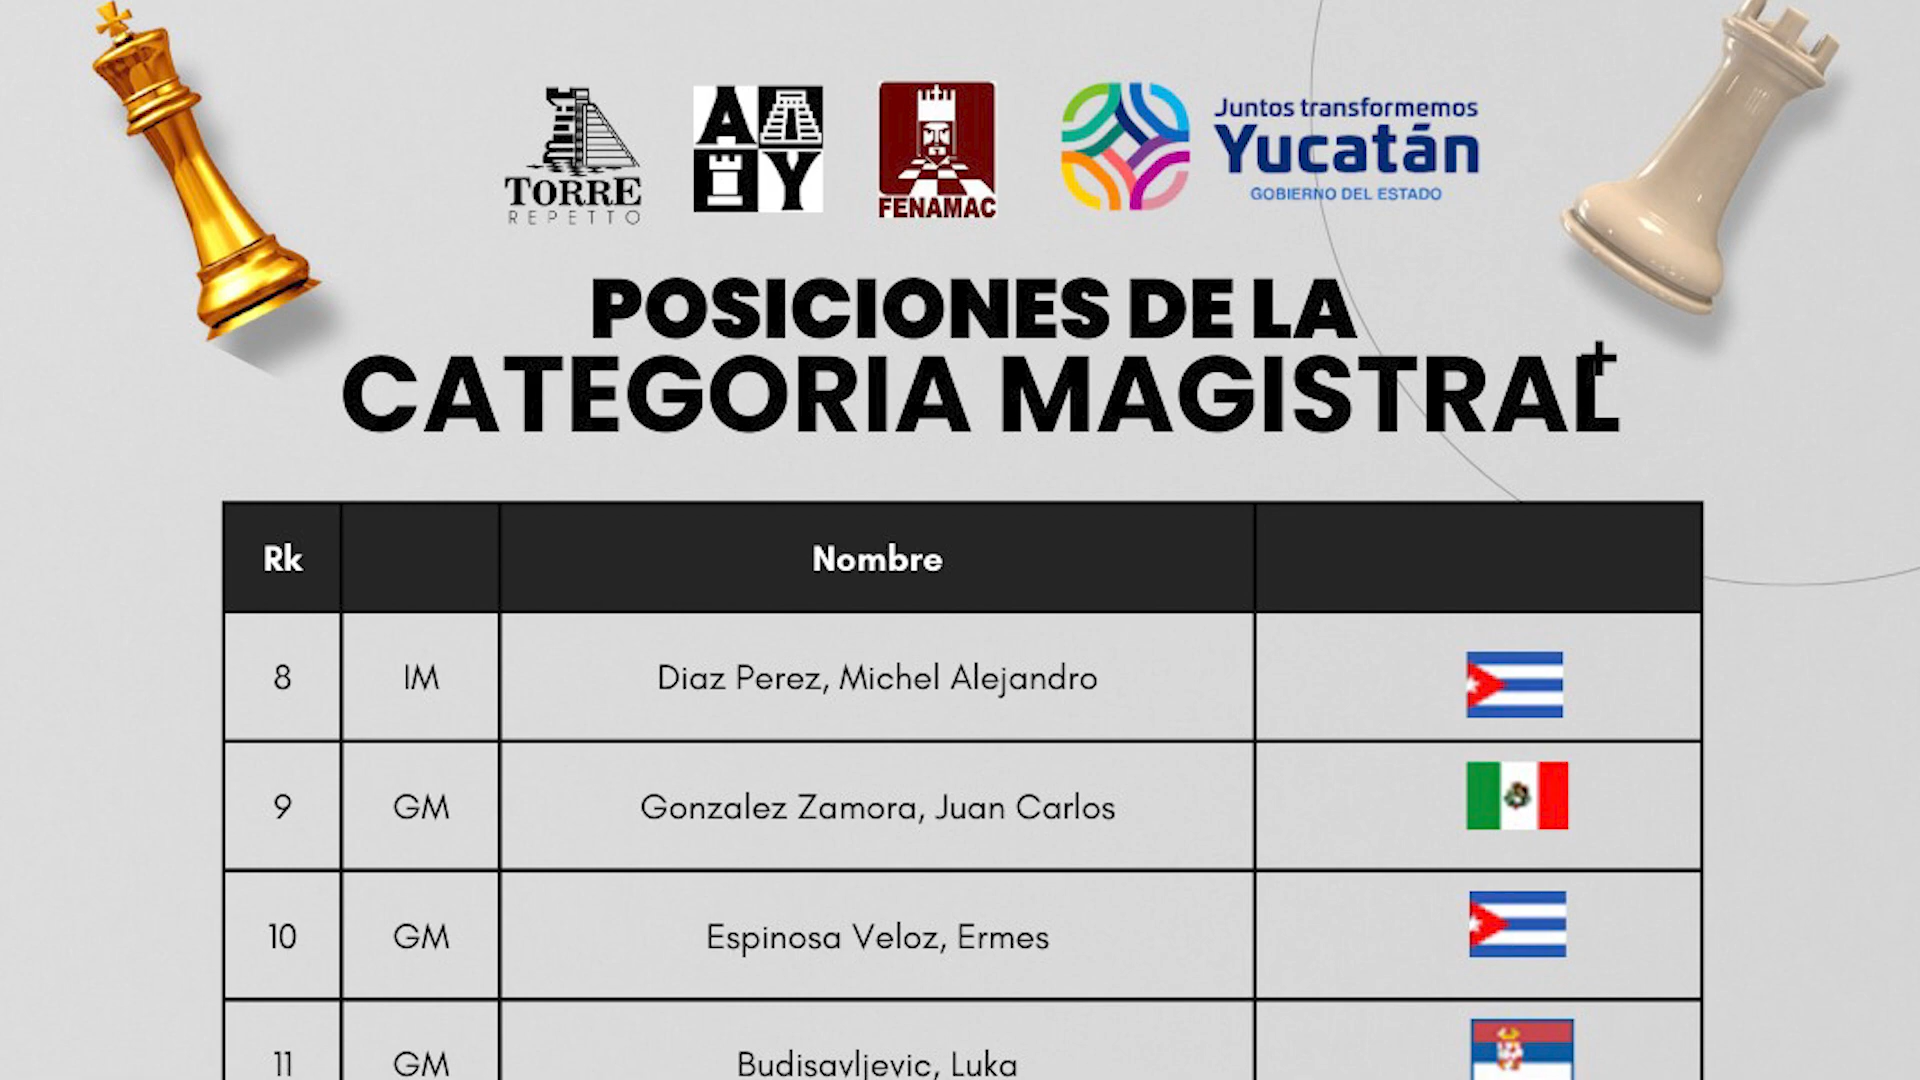 TORRE
REPETTO
A
Y
FENAMAC
Juntos transformemos
Yucatán
GOBIERNO DEL ESTADO
POSICIONES DE LA
CATEGORIA MAGISTRAL
Rk Nombre
8 IM Diaz Perez, Michel Alejandro
9 GM Gonzalez Zamora, Juan Carlos
10 GM Espinosa Veloz, Ermes
11 GM Budisavljevic, Luka